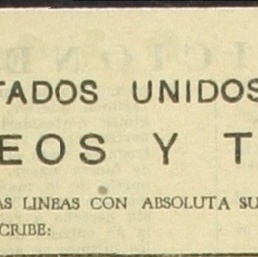 TADOS UNIDOS
EOS Y T
AS LINEAS CON ABSOLUTA SU
CRIBE: